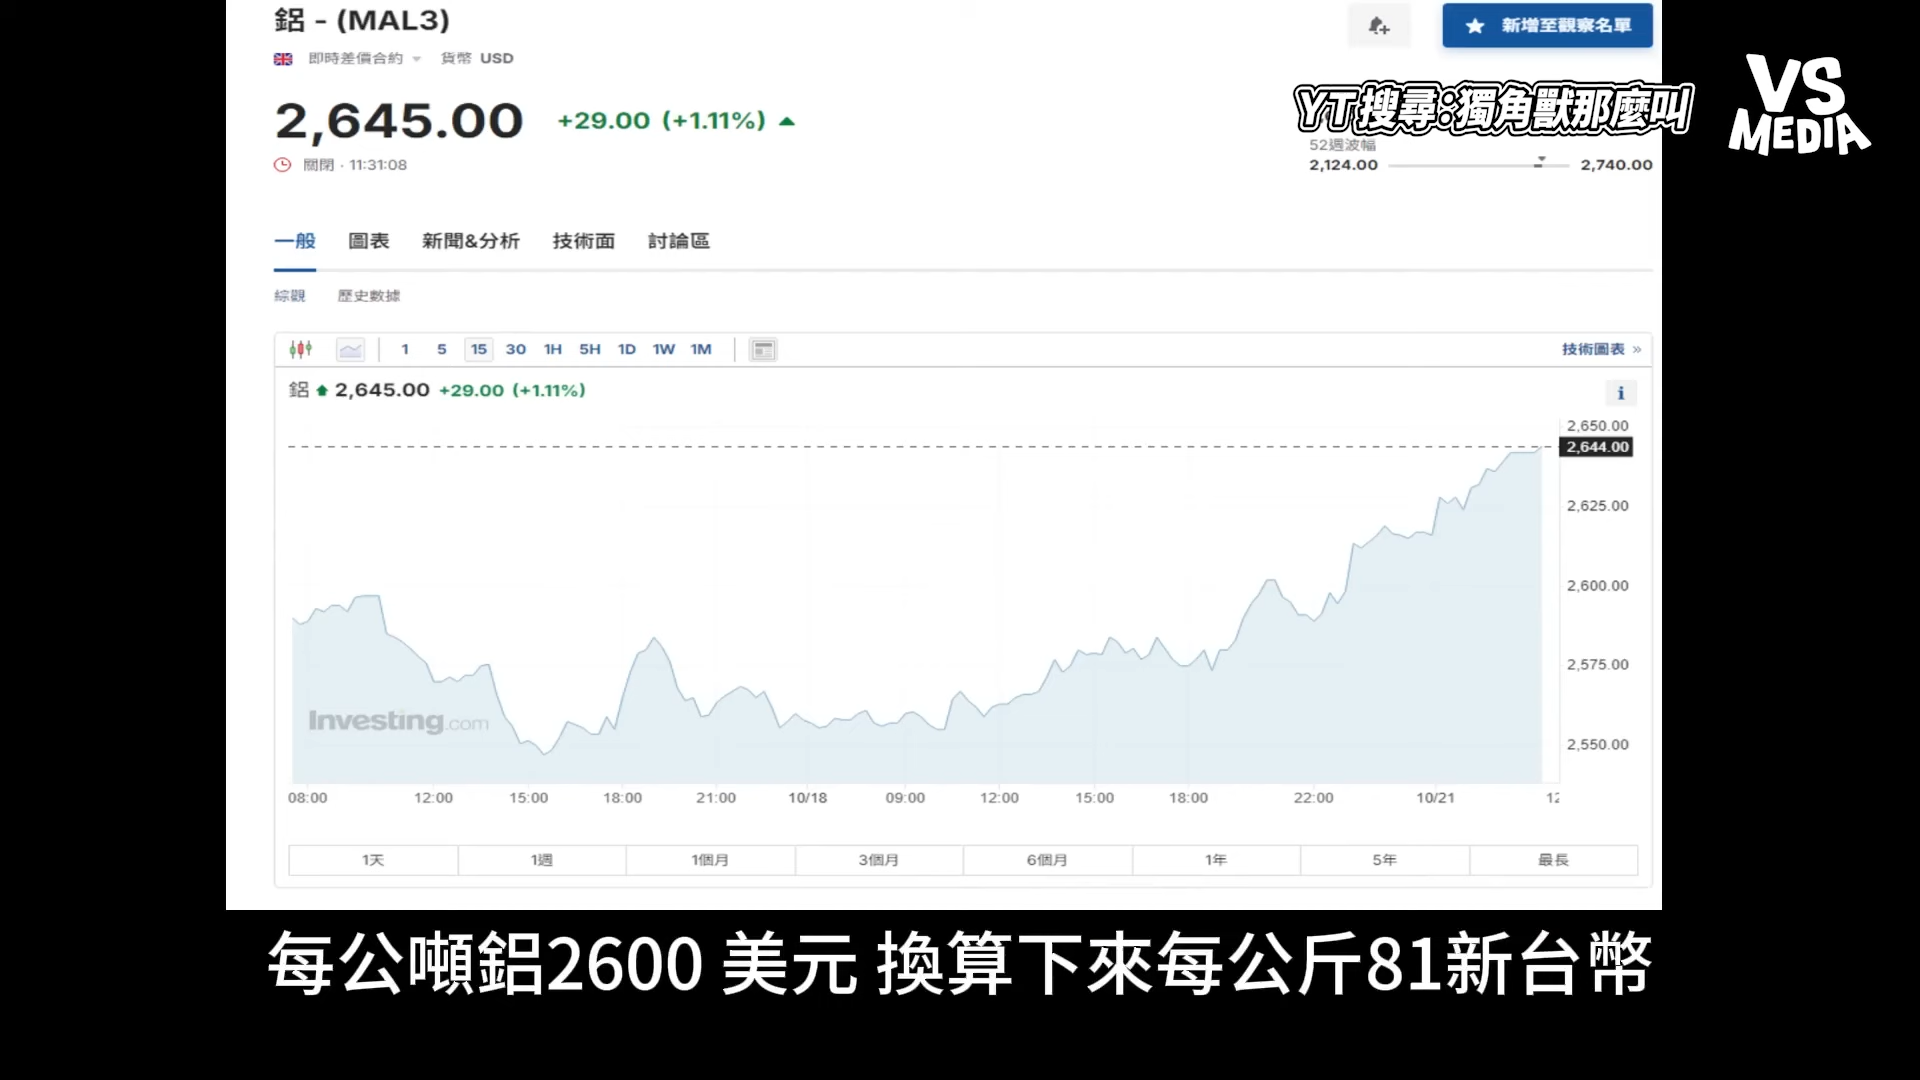 鋁 - (MAL3)
即時差價合約 貨幣 USD
新增至觀察名單
2,645.00 +29.00 (+1.11%)
關閉 · 11:31:08
YT搜尋:獨角獸那麼叫
VS
MEDIA
52週波幅
2,124.00 2,740.00
一般 圖表 新聞&分析 技術面 討論區
綜觀 歷史數據
1 5 15 30 1H 5H 1D 1W 1M 技術圖表 »
鋁 2,645.00 +29.00 (+1.11%)
i
2,650.00
2,644.00
2,625.00
2,600.00
2,575.00
2,550.00
Investing.com
08:00 12:00 15:00 18:00 21:00 10/18 09:00 12:00 15:00 18:00 22:00 10/21 12
1天 1週 1個月 3個月 6個月 1年 5年 最長
每公噸鋁2600 美元 換算下來每公斤81新台幣